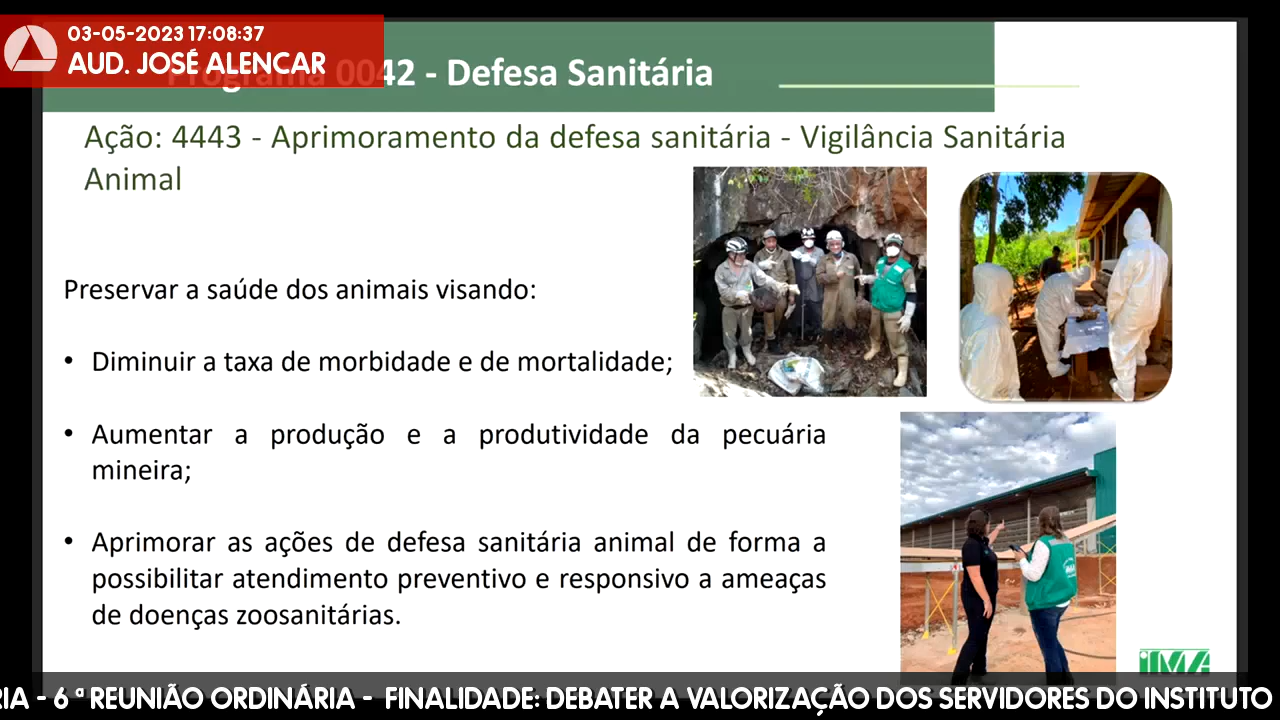 03-05-2023 17:08:37
AUD. JOSÉ ALENCAR
Programa 0042 - Defesa Sanitária
Ação: 4443 - Aprimoramento da defesa sanitária - Vigilância Sanitária
Animal
Preservar a saúde dos animais visando:
• Diminuir a taxa de morbidade e de mortalidade;
• Aumentar a produção e a produtividade da pecuária
mineira;
• Aprimorar as ações de defesa sanitária animal de forma a
possibilitar atendimento preventivo e responsivo a ameaças
de doenças zoosanitárias.
IMA
RIA - 6 ª REUNIÃO ORDINÁRIA - FINALIDADE: DEBATER A VALORIZAÇÃO DOS SERVIDORES DO INSTITUTO